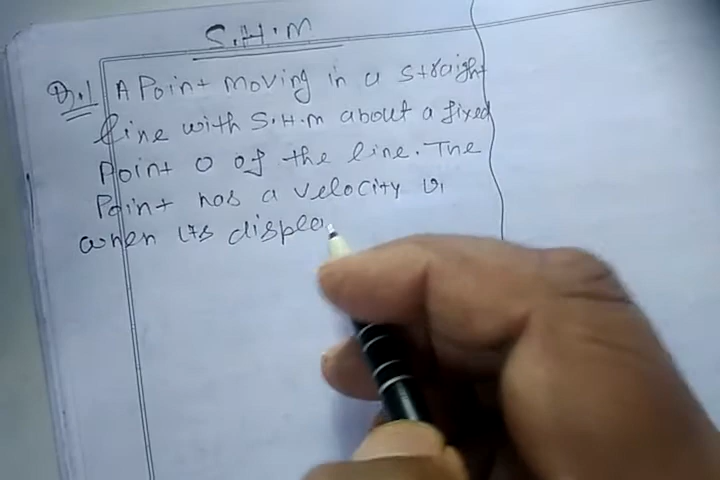 S.H.M
Q.1 A Point moving in a straight
line with S.H.M about a fixed
point O of the line. The
Point has a velocity v₁
when its displa